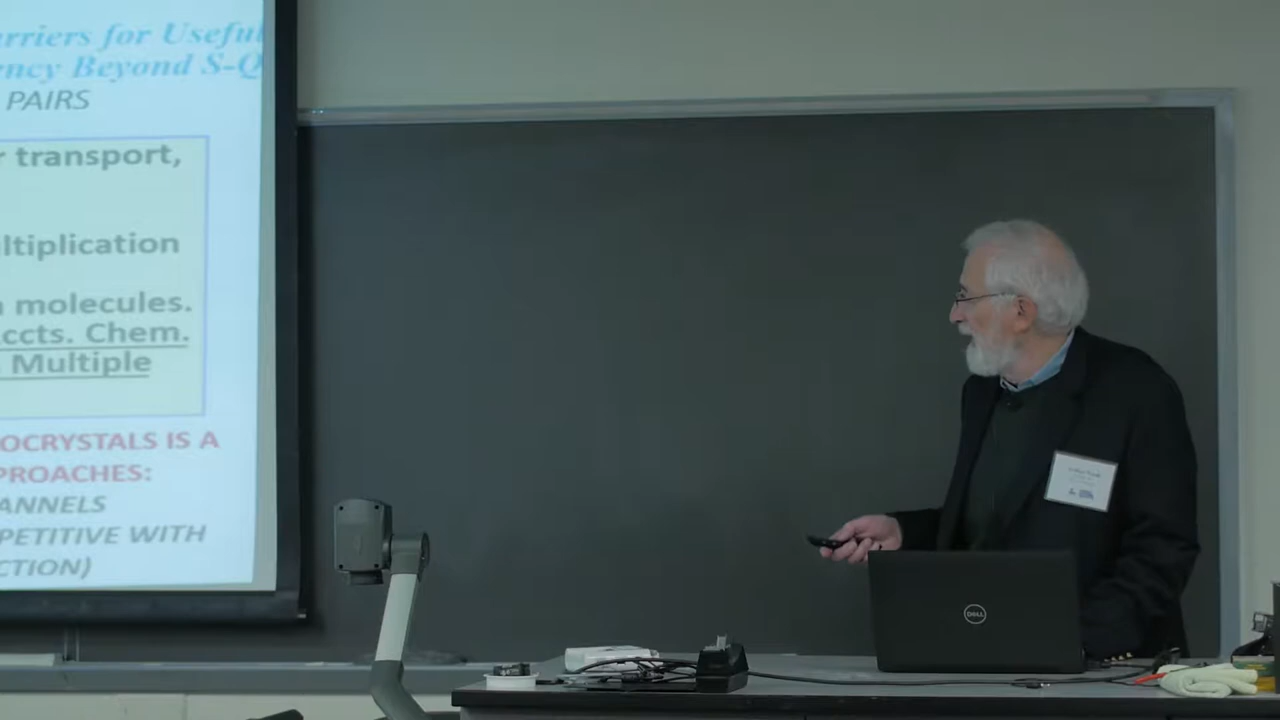 rriers for Useful
ncy Beyond S-Q
PAIRS
r transport,
ltiplication
molecules.
ccts. Chem.
Multiple
OCRYSTALS IS A
PROACHES:
ANNELS
PETITIVE WITH
CTION)
DELL